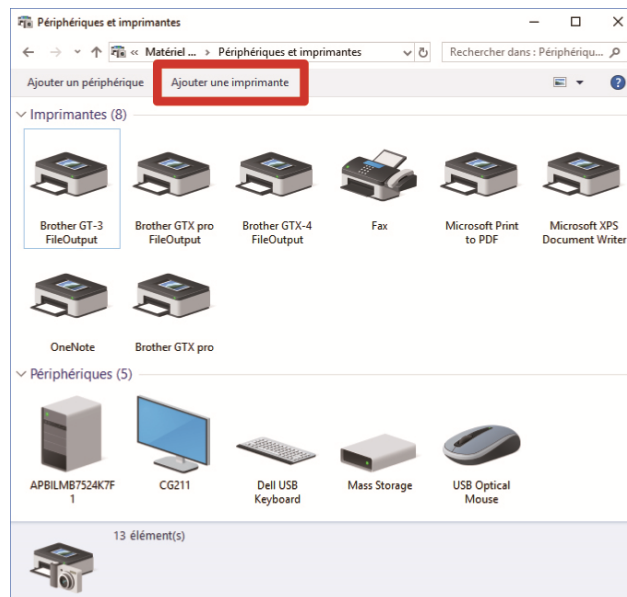 Périphériques et imprimantes
« Matériel ... > Périphériques et imprimantes
Rechercher dans : Périphériqu...
Ajouter un périphérique
Ajouter une imprimante
?
Imprimantes (8)
Brother GT-3 FileOutput
Brother GTX pro FileOutput
Brother GTX-4 FileOutput
Fax
Microsoft Print to PDF
Microsoft XPS Document Writer
OneNote
Brother GTX pro
Périphériques (5)
APBILMB7524K7F1
CG211
Dell USB Keyboard
Mass Storage
USB Optical Mouse
13 élément(s)